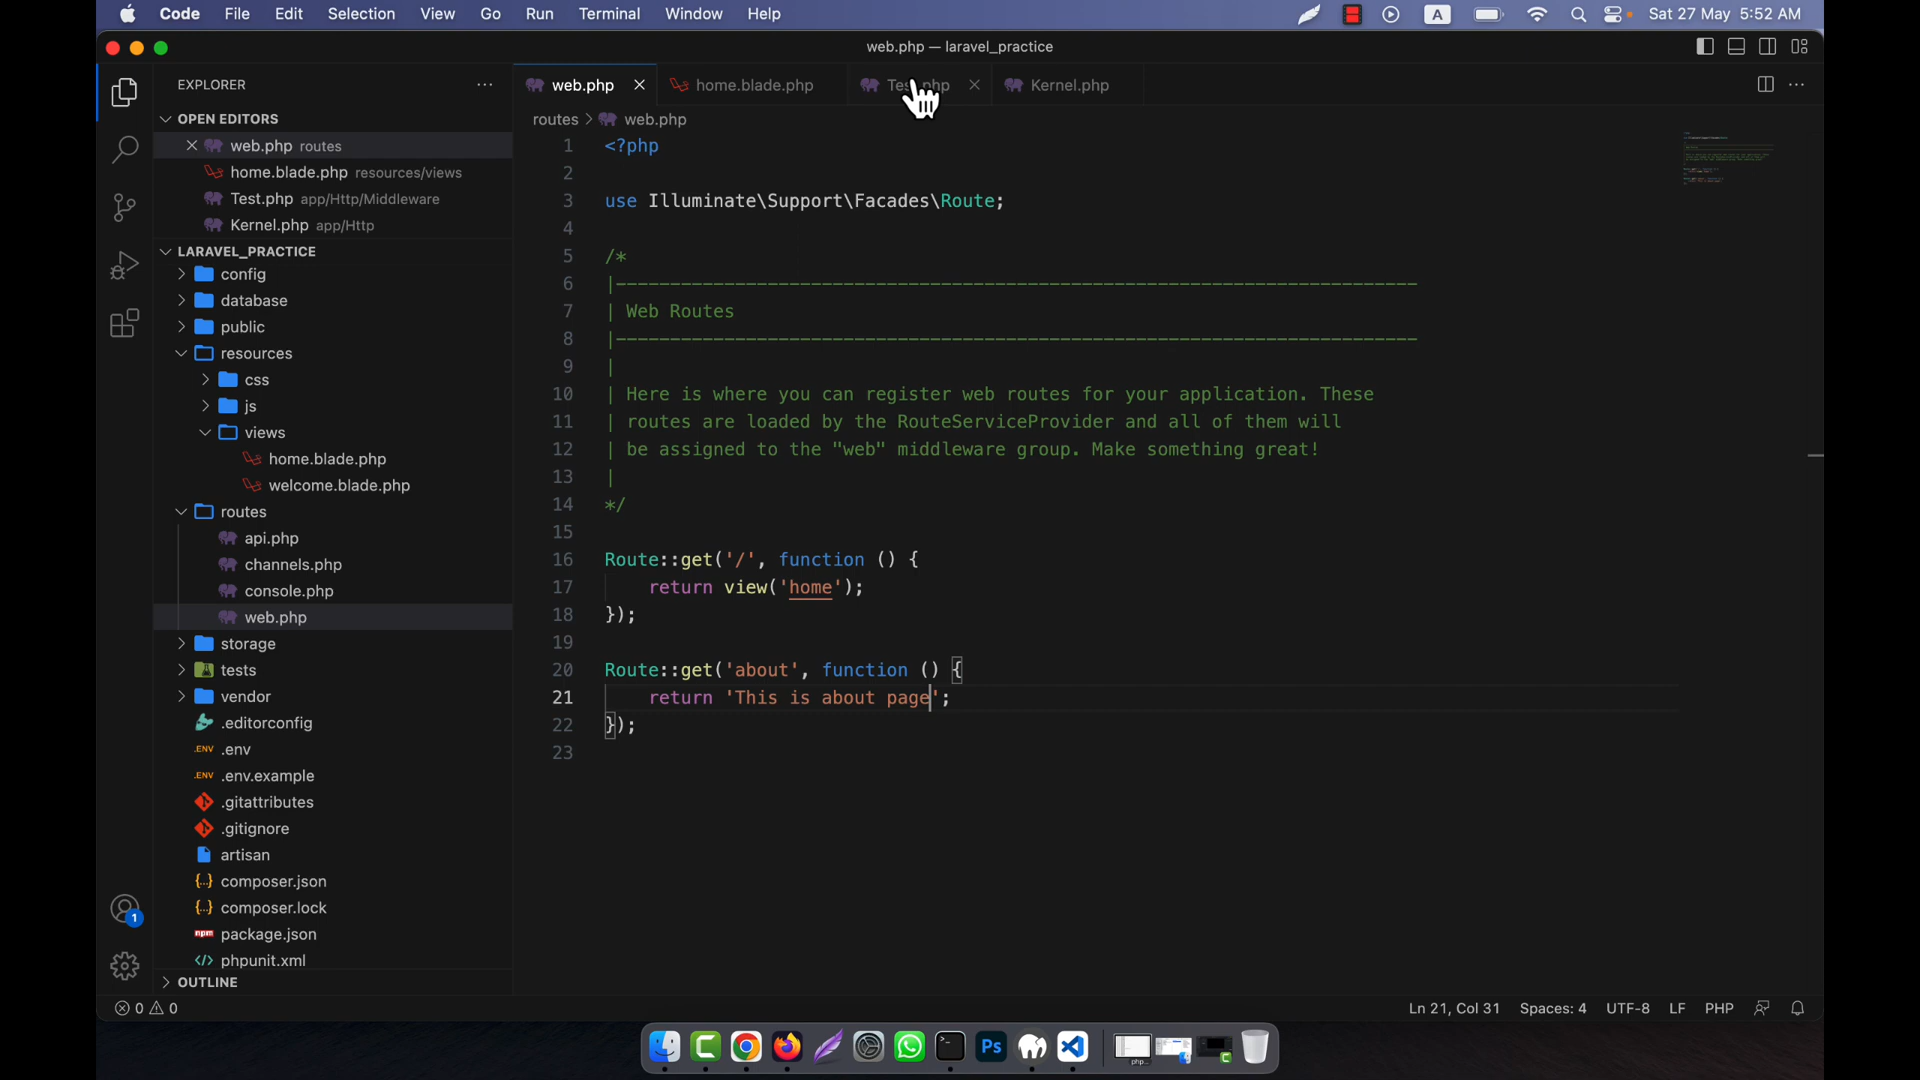 Code File Edit Selection View Go Run Terminal Window Help A Sat 27 May 5:52 AM
web.php — laravel_practice
EXPLORER
web.php home.blade.php Kernel.php
OPEN EDITORS
web.php routes
home.blade.php resources/views
Test.php app/Http/Middleware
Kernel.php app/Http
LARAVEL_PRACTICE
config
database
public
resources
css
js
views
home.blade.php
welcome.blade.php
routes
api.php
channels.php
console.php
web.php
storage
tests
vendor
.editorconfig
.ENV .env
.ENV .env.example
.gitattributes
.gitignore
artisan
{..} composer.json
{..} composer.lock
npm package.json
</> phpunit.xml
OUTLINE
1
routes > web.php
1 <?php
2
3 use Illuminate\Support\Facades\Route;
4
5 /*
6 |--------------------------------------------------------------------------
7 | Web Routes
8 |--------------------------------------------------------------------------
9 |
10 | Here is where you can register web routes for your application. These
11 | routes are loaded by the RouteServiceProvider and all of them will
12 | be assigned to the "web" middleware group. Make something great!
13 |
14 */
15
16 Route::get('/', function () {
17 return view('home');
18 });
19
20 Route::get('about', function () {
21 return 'This is about page';
22 });
23
0 0 Ln 21, Col 31 Spaces: 4 UTF-8 LF PHP
Ps